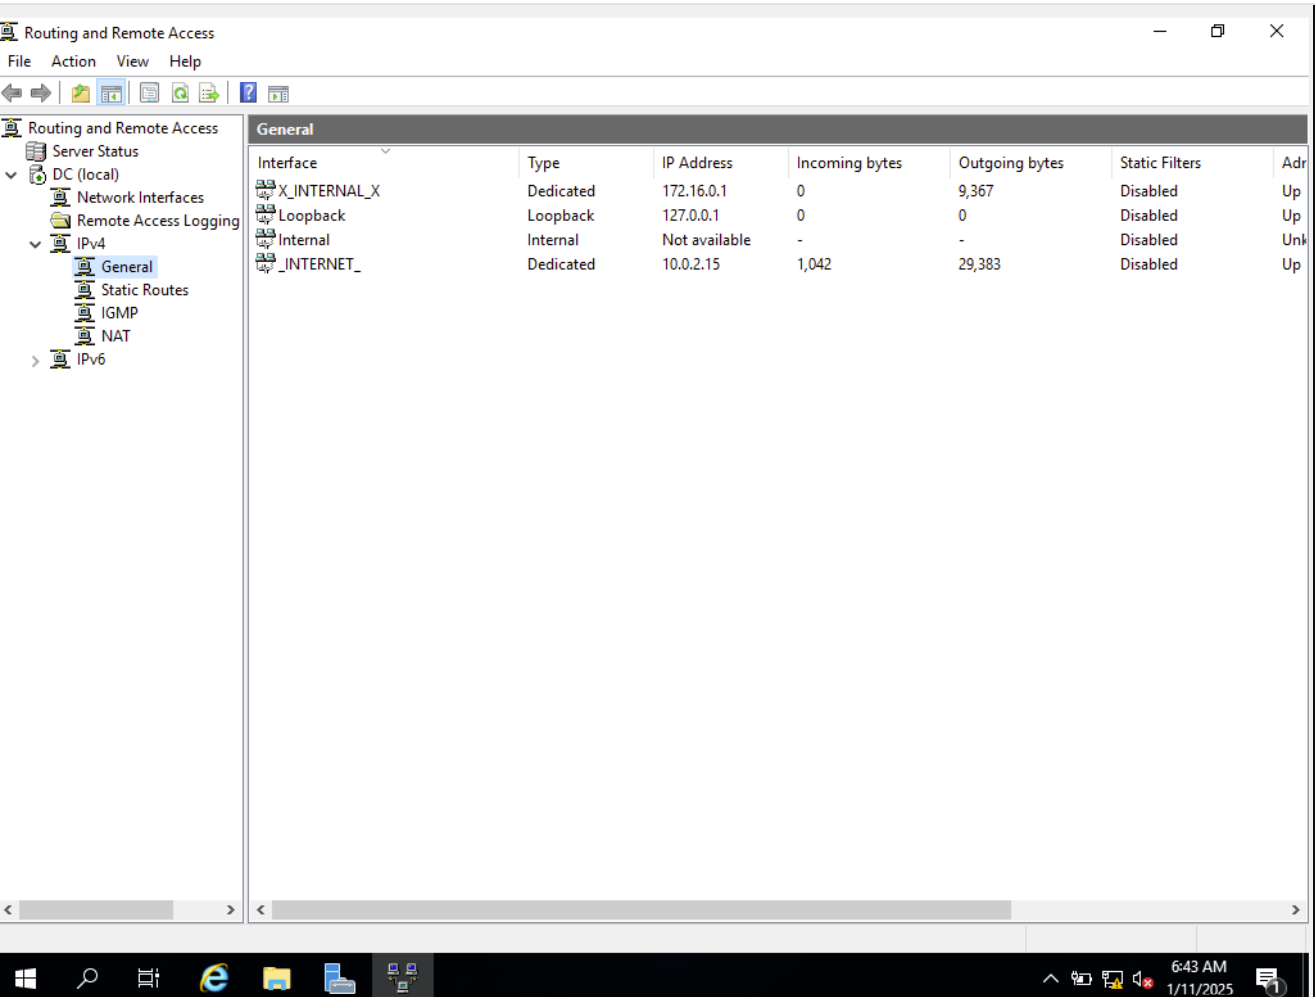 Routing and Remote Access
File Action View Help
Routing and Remote Access
Server Status
DC (local)
Network Interfaces
Remote Access Logging
IPv4
General
Static Routes
IGMP
NAT
IPv6
General
Interface Type IP Address Incoming bytes Outgoing bytes Static Filters Adr
X_INTERNAL_X Dedicated 172.16.0.1 0 9,367 Disabled Up
Loopback Loopback 127.0.0.1 0 0 Disabled Up
Internal Internal Not available - - Disabled Unk
_INTERNET_ Dedicated 10.0.2.15 1,042 29,383 Disabled Up
6:43 AM
1/11/2025
1